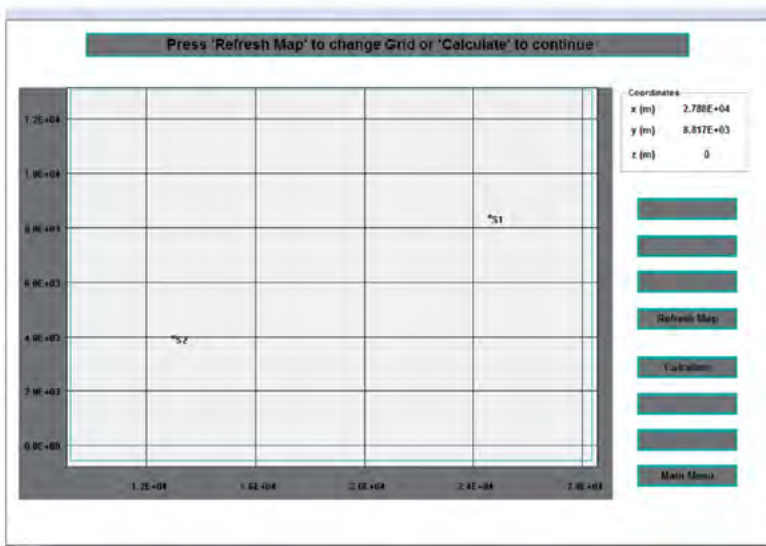 Press 'Refresh Map' to change Grid or 'Calculate' to continue
Coordinates
x (m) 2.788E+04
y (m) 8.817E+03
z (m) 0
1.2E+04
1.0E+04
8.0E+03
6.0E+03
4.0E+03
2.0E+03
0.0E+00
*S1
*S2
Refresh Map
Calculate
Main Menu
1.2E+04 1.6E+04 2.0E+04 2.4E+04 2.8E+04